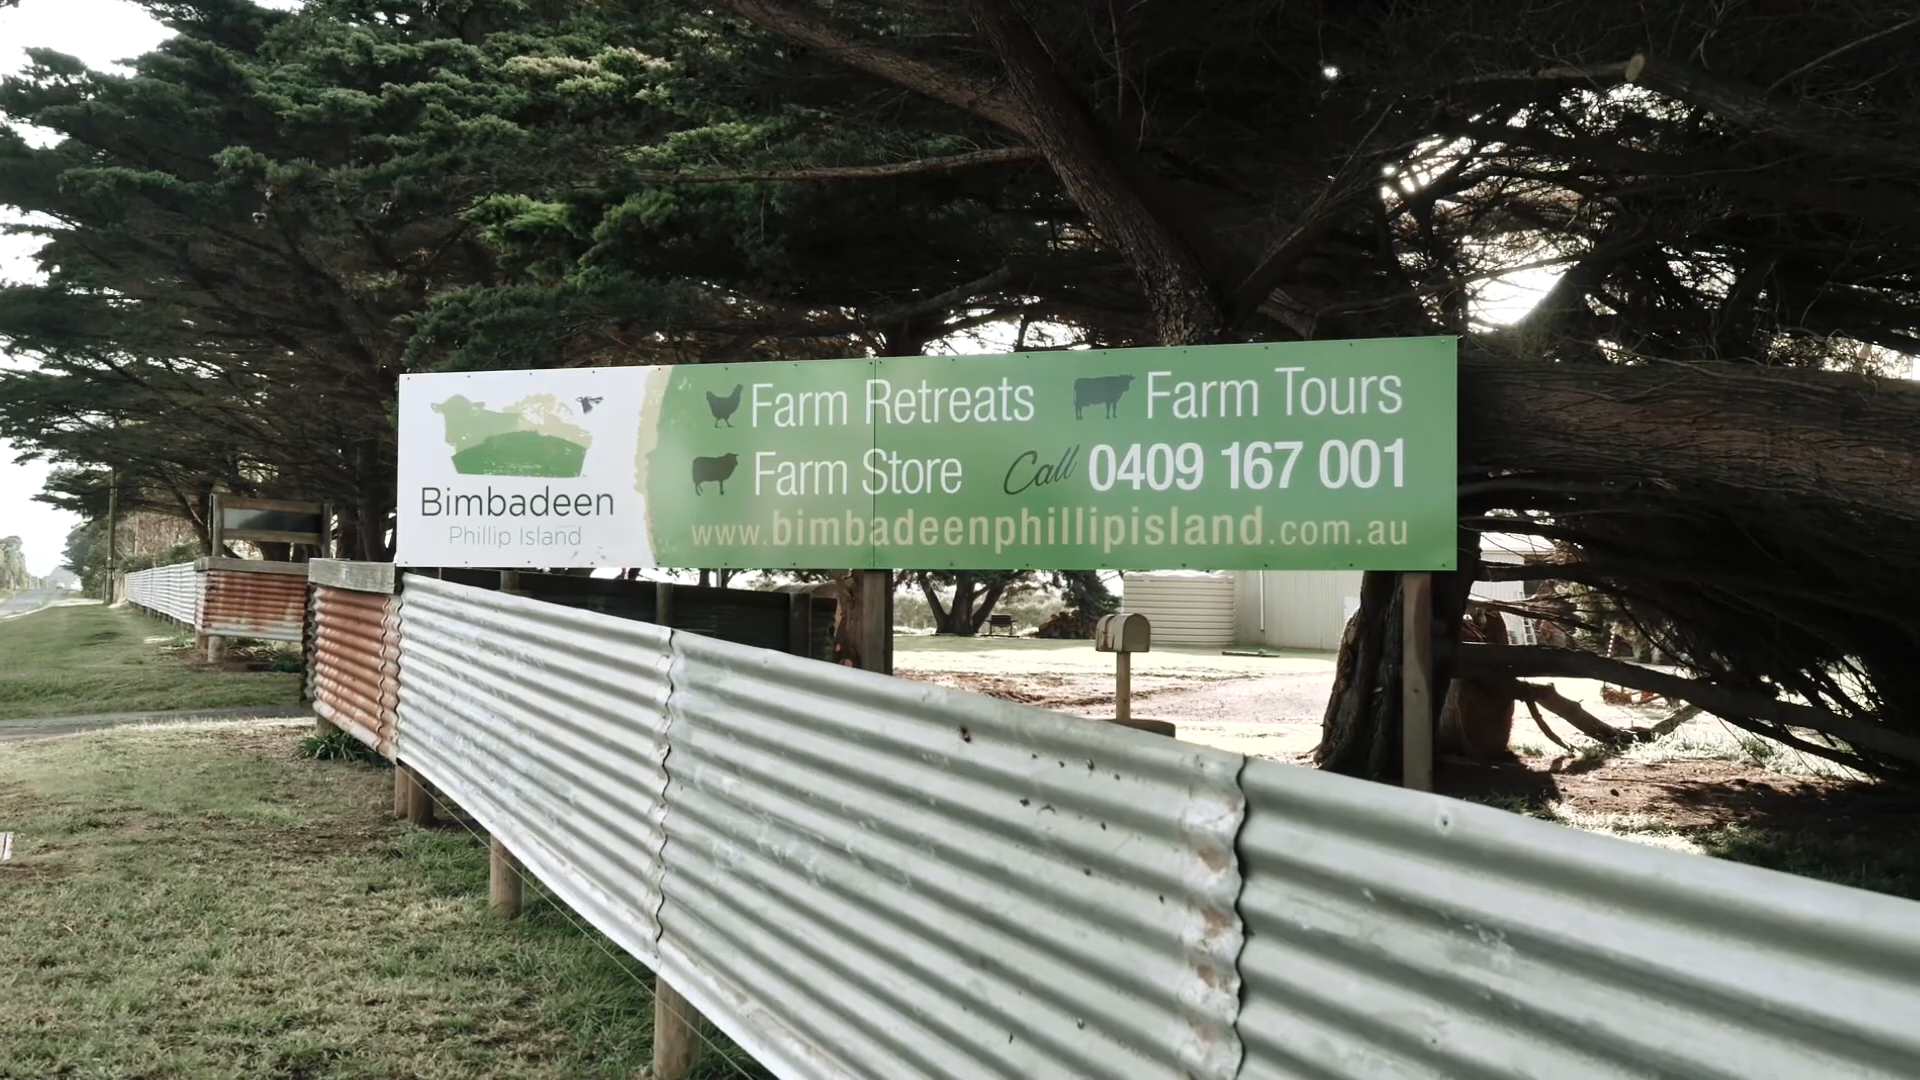 Bimbadeen
Phillip Island
Farm Retreats Farm Tours
Farm Store Call 0409 167 001
www.bimbadeenphillipisland.com.au